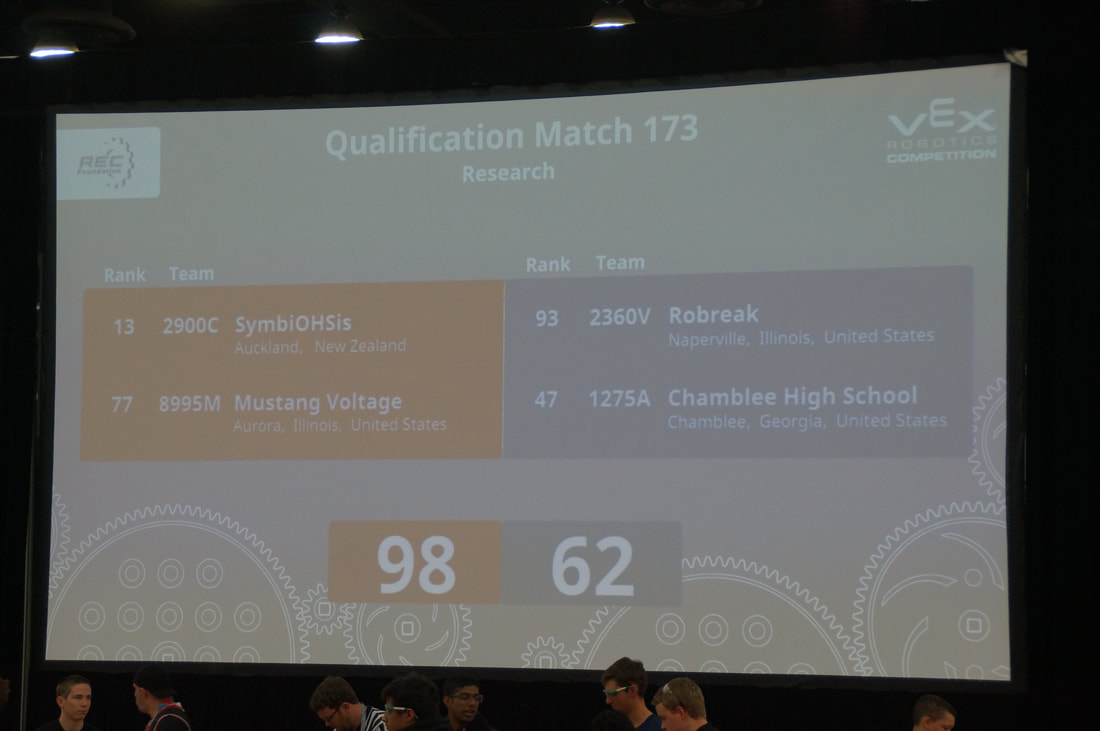 REC
Foundation
Qualification Match 173
Research
VEX
ROBOTICS
COMPETITION
Rank Team
13 2900C SymbiOHSis
Auckland, New Zealand
77 8995M Mustang Voltage
Aurora, Illinois, United States
Rank Team
93 2360V Robreak
Naperville, Illinois, United States
47 1275A Chamblee High School
Chamblee, Georgia, United States
98 62